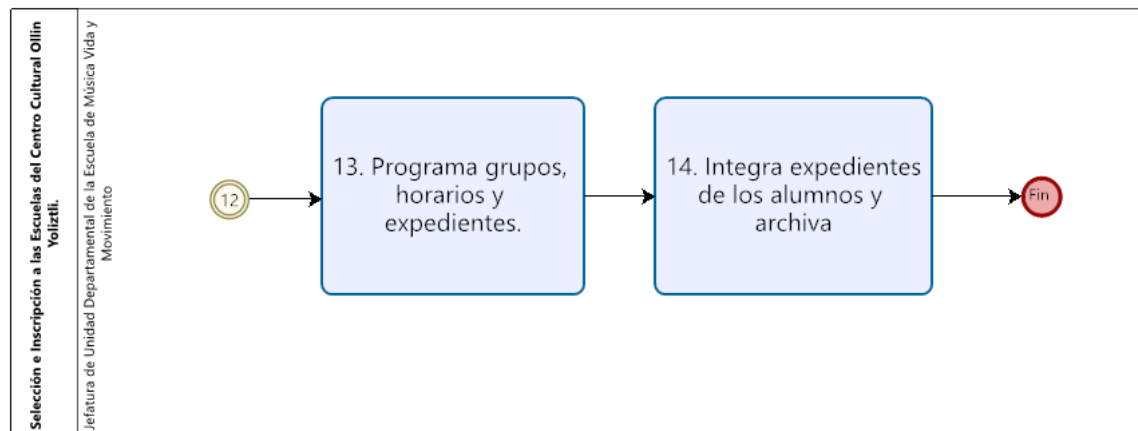 Selección e Inscripción a las Escuelas del Centro Cultural Ollin
Yoliztli.
Jefatura de Unidad Departamental de la Escuela de Música Vida y
Movimiento
12
13. Programa grupos,
horarios y
expedientes.
14. Integra expedientes
de los alumnos y
archiva
Fin